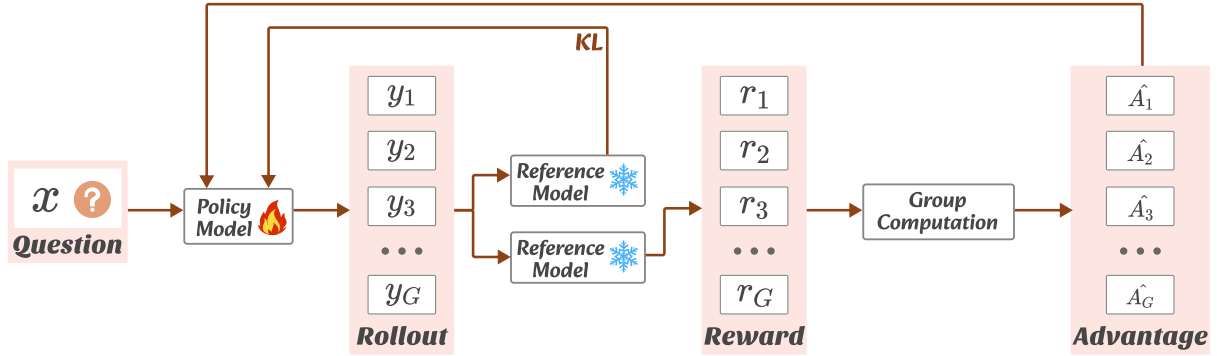 KL
x ?
Question
Policy
Model
y1
y2
y3
...
yG
Rollout
Reference
Model
Reference
Model
r1
r2
r3
...
rG
Reward
Group
Computation
Â1
Â2
Â3
...
ÂG
Advantage